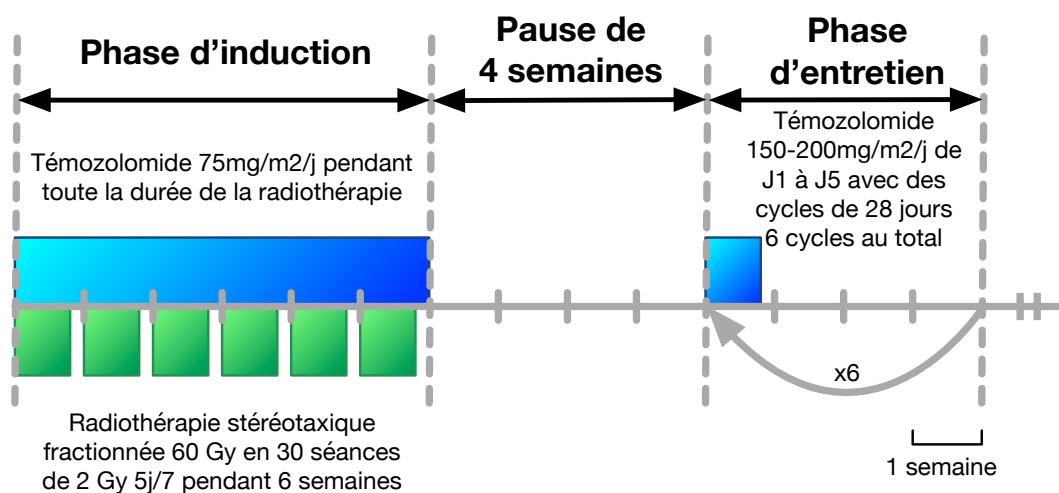 Phase d’induction
Pause de
4 semaines
Phase
d’entretien
Témozolomide 75mg/m2/j pendant
toute la durée de la radiothérapie
Témozolomide
150-200mg/m2/j de
J1 à J5 avec des
cycles de 28 jours
6 cycles au total
x6
Radiothérapie stéréotaxique
fractionnée 60 Gy en 30 séances
de 2 Gy 5j/7 pendant 6 semaines
1 semaine